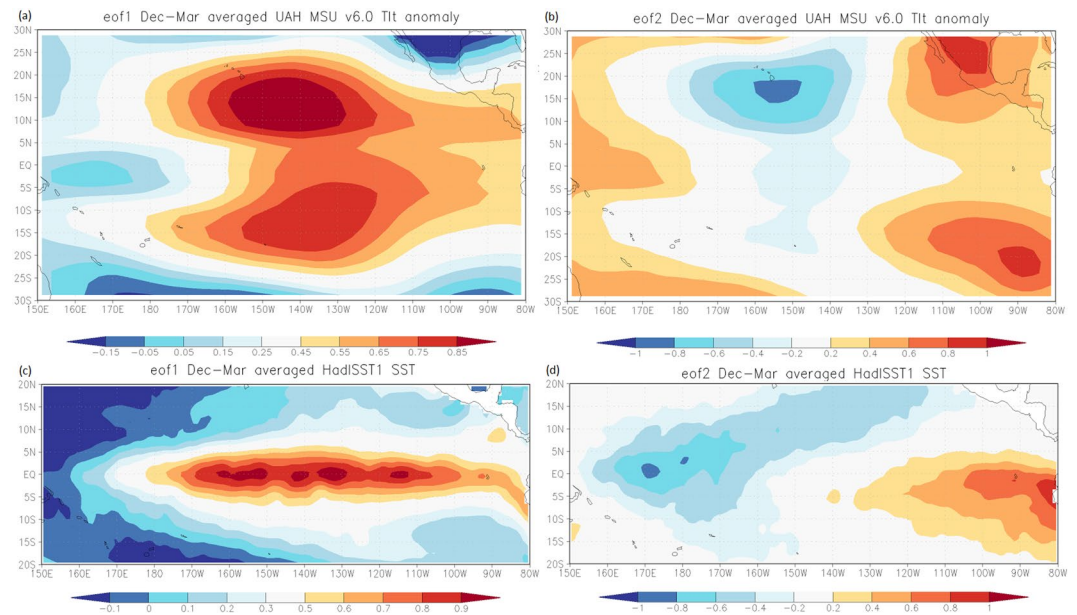 (a)
eof1 Dec-Mar averaged UAH MSU v6.0 Tlt anomaly
30N
25N
20N
15N
10N
5N
EQ
5S
10S
15S
20S
25S
30S
150E 160E 170E 180 170W 160W 150W 140W 130W 120W 110W 100W 90W 80W
-0.15 -0.05 0.05 0.15 0.25 0.45 0.55 0.65 0.75 0.85
(b)
eof2 Dec-Mar averaged UAH MSU v6.0 Tlt anomaly
30N
25N
20N
15N
10N
5N
EQ
5S
10S
15S
20S
25S
30S
150E 160E 170E 180 170W 160W 150W 140W 130W 120W 110W 100W 90W 80W
-1 -0.8 -0.6 -0.4 -0.2 0.2 0.4 0.6 0.8 1
(c)
eof1 Dec-Mar averaged HadISST1 SST
20N
15N
10N
5N
EQ
5S
10S
15S
20S
150E 160E 170E 180 170W 160W 150W 140W 130W 120W 110W 100W 90W 80W
-0.1 0 0.1 0.2 0.3 0.5 0.6 0.7 0.8 0.9
(d)
eof2 Dec-Mar averaged HadISST1 SST
20N
15N
10N
5N
EQ
5S
10S
15S
20S
150E 160E 170E 180 170W 160W 150W 140W 130W 120W 110W 100W 90W 80W
-1 -0.8 -0.6 -0.4 -0.2 0.2 0.4 0.6 0.8 1